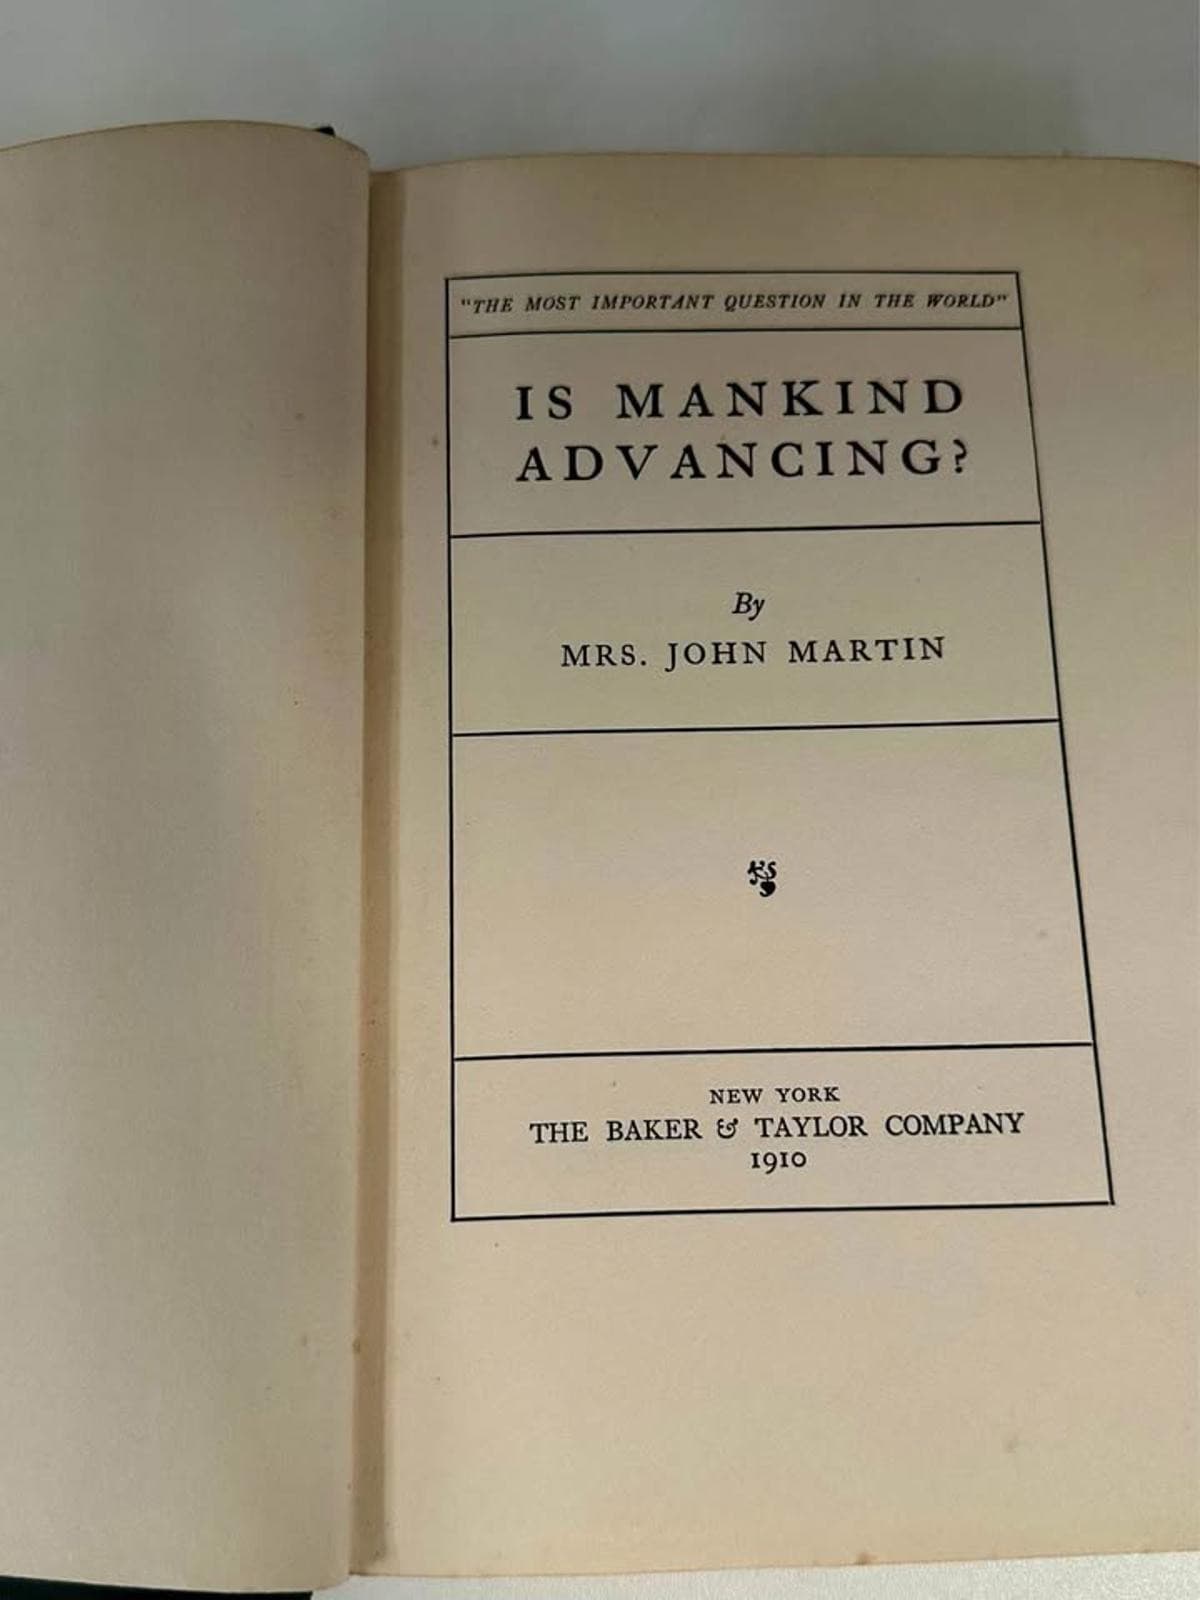 "THE MOST IMPORTANT QUESTION IN THE WORLD"
IS MANKIND
ADVANCING?
By
MRS. JOHN MARTIN
NEW YORK
THE BAKER & TAYLOR COMPANY
1910